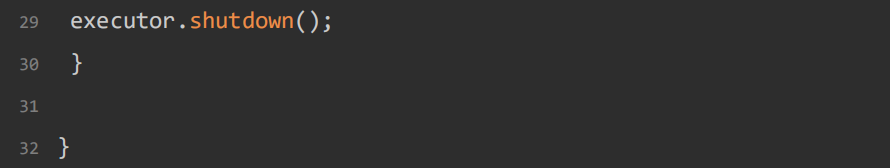 29 executor.shutdown();
30 }
31
32 }